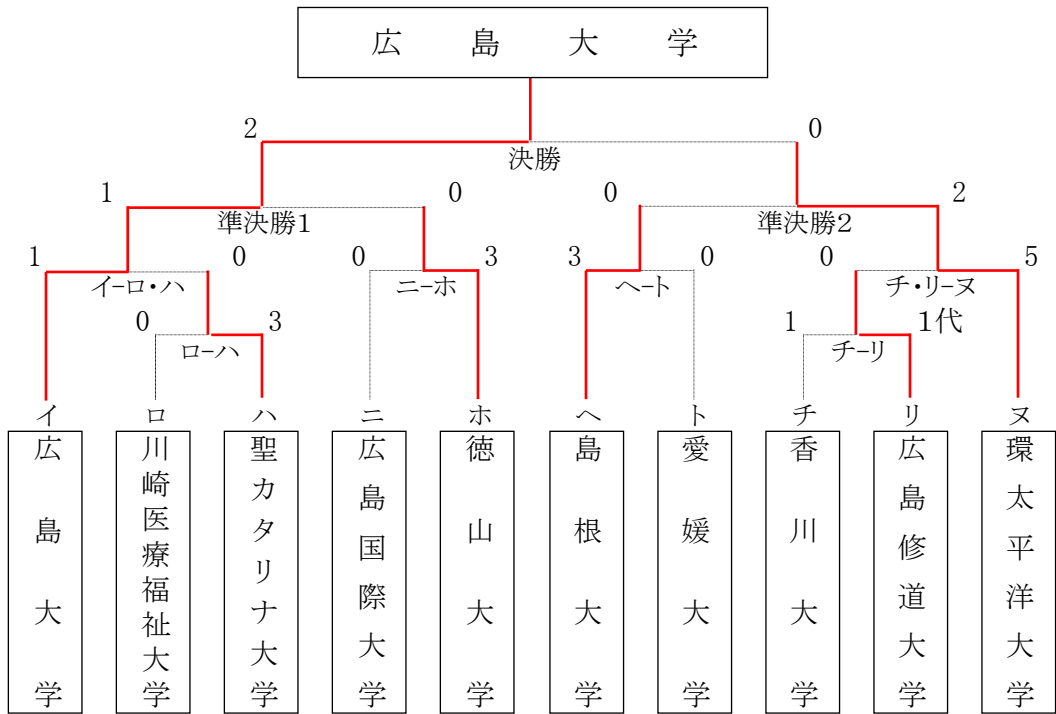 広島大学
2 0
決勝
1 0 0 2
準決勝1 準決勝2
1 0 0 3 3 0 0 5
イ-ロ・ハ ニ-ホ ヘ-ト チ・リ-ヌ
0 3 1 1代
ロ-ハ チ-リ
イ ロ ハ ニ ホ ヘ ト チ リ ヌ
広島大学
川崎医療福祉大学
聖カタリナ大学
広島国際大学
徳山大学
島根大学
愛媛大学
香川大学
広島修道大学
環太平洋大学